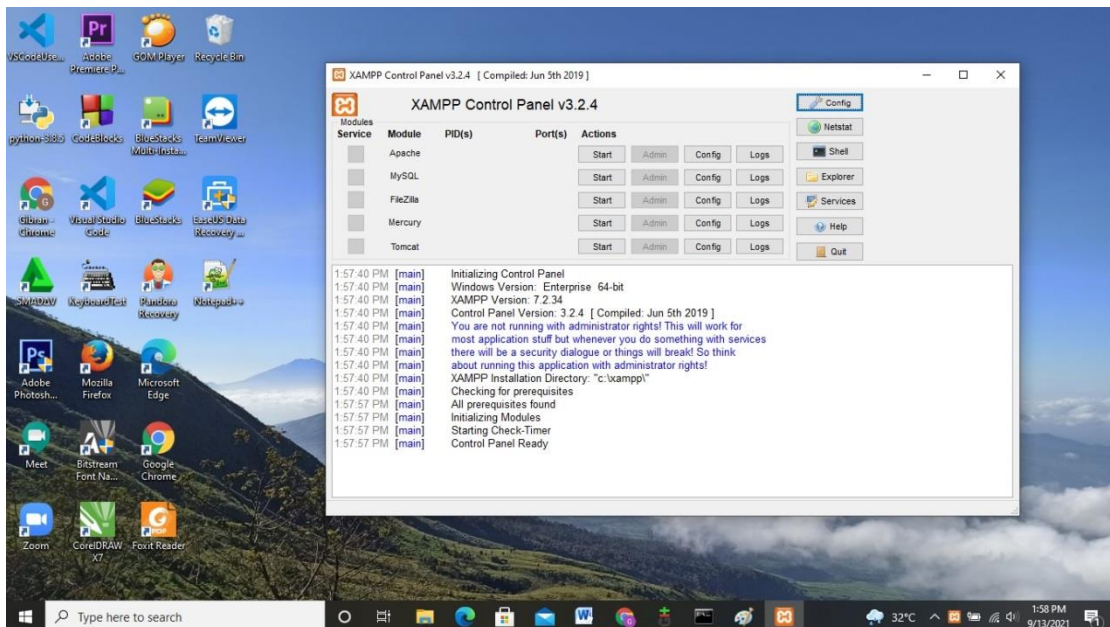 VSCodeUse...
Adobe Premiere P...
GOM Player
Recycle Bin
python-3.8.5
CodeBlocks
BlueStacks Multi-Insta...
TeamViewer
Gibran - Chrome
Visual Studio Code
BlueStacks
EaseUS Data Recovery ...
SMADAV
KeyboardTest
Pandora Recovery
Notepad++
Adobe Photosh...
Mozilla Firefox
Microsoft Edge
Meet
Bitstream Font Na...
Google Chrome
Zoom
CorelDRAW X7
Foxit Reader
XAMPP Control Panel v3.2.4 [ Compiled: Jun 5th 2019 ]
XAMPP Control Panel v3.2.4
Config
Modules
Service Module PID(s) Port(s) Actions
Netstat
Apache Start Admin Config Logs
Shell
MySQL Start Admin Config Logs
Explorer
FileZilla Start Admin Config Logs
Services
Mercury Start Admin Config Logs
Help
Tomcat Start Admin Config Logs
Quit
1:57:40 PM [main] Initializing Control Panel
1:57:40 PM [main] Windows Version: Enterprise 64-bit
1:57:40 PM [main] XAMPP Version: 7.2.34
1:57:40 PM [main] Control Panel Version: 3.2.4 [ Compiled: Jun 5th 2019 ]
1:57:40 PM [main] You are not running with administrator rights! This will work for
1:57:40 PM [main] most application stuff but whenever you do something with services
1:57:40 PM [main] there will be a security dialogue or things will break! So think
1:57:40 PM [main] about running this application with administrator rights!
1:57:40 PM [main] XAMPP Installation Directory: "c:\xampp\"
1:57:40 PM [main] Checking for prerequisites
1:57:57 PM [main] All prerequisites found
1:57:57 PM [main] Initializing Modules
1:57:57 PM [main] Starting Check-Timer
1:57:57 PM [main] Control Panel Ready
Type here to search
32°C
1:58 PM
9/13/2021